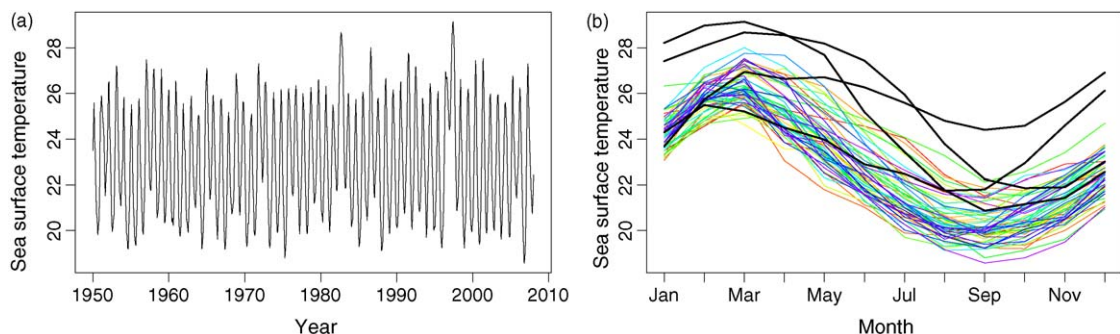 (a)
Sea surface temperature
28
26
24
22
20
1950 1960 1970 1980 1990 2000 2010
Year
(b)
Sea surface temperature
28
26
24
22
20
Jan Mar May Jul Sep Nov
Month